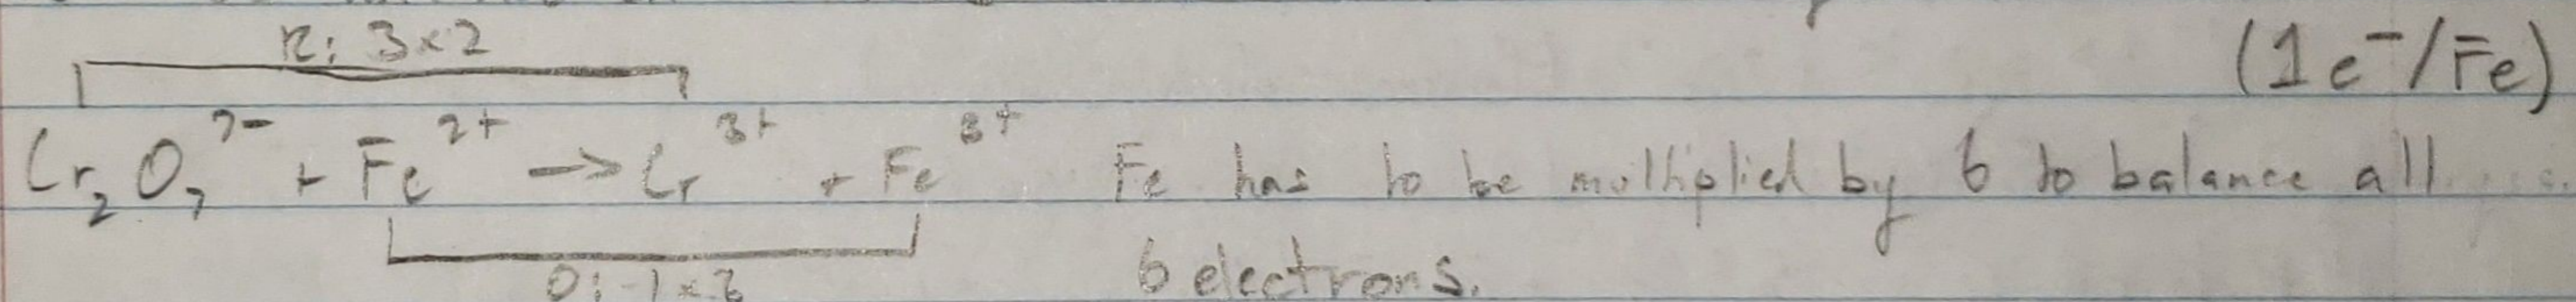 R: 3×2
(1e⁻/Fe)
Cr₂O₇²⁻ + Fe²⁺ → Cr³⁺ + Fe³⁺ Fe has to be multiplied by 6 to balance all
6 electrons.
O: -1×